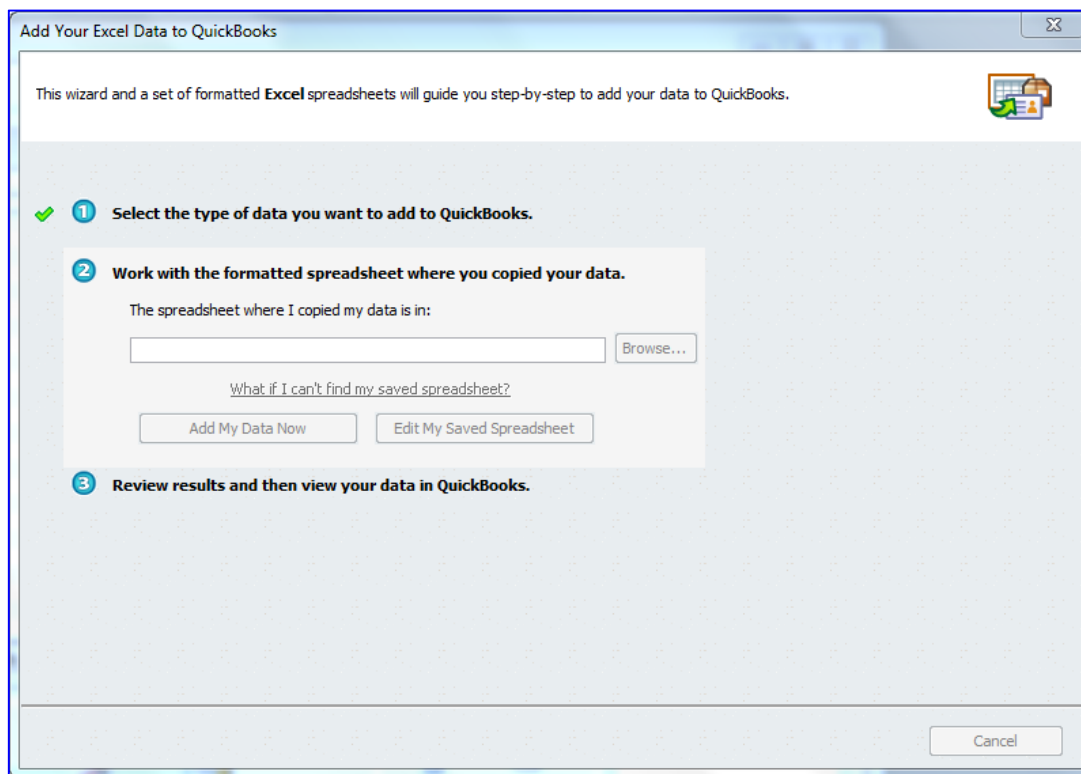 Add Your Excel Data to QuickBooks
This wizard and a set of formatted Excel spreadsheets will guide you step-by-step to add your data to QuickBooks.
1 Select the type of data you want to add to QuickBooks.
2 Work with the formatted spreadsheet where you copied your data.
The spreadsheet where I copied my data is in:
Browse...
What if I can't find my saved spreadsheet?
Add My Data Now Edit My Saved Spreadsheet
3 Review results and then view your data in QuickBooks.
Cancel